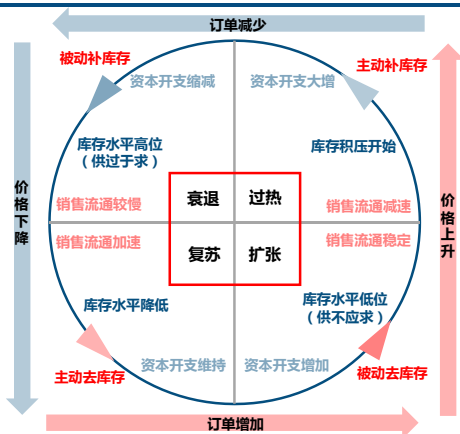 订单减少
被动补库存
主动补库存
资本开支缩减
资本开支大增
库存水平高位
（供过于求）
库存积压开始
价格下降
衰退
过热
价格上升
销售流通较慢
销售流通减速
销售流通加速
销售流通稳定
复苏
扩张
库存水平降低
库存水平低位
（供不应求）
资本开支维持
资本开支增加
主动去库存
被动去库存
订单增加